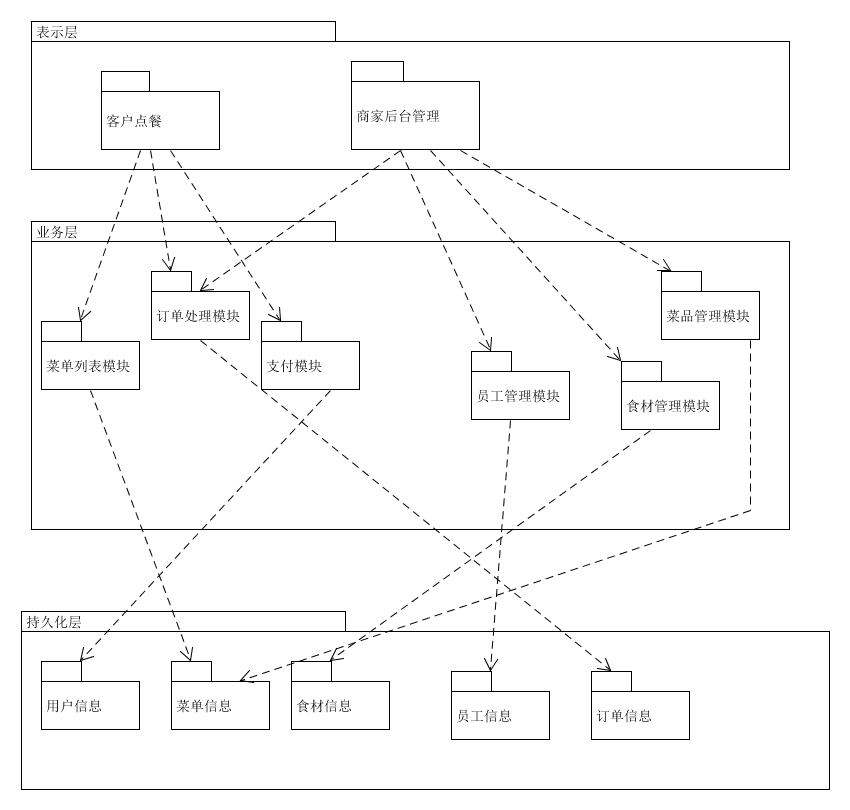 表示层
客户点餐
商家后台管理
业务层
订单处理模块
菜品管理模块
菜单列表模块
支付模块
员工管理模块
食材管理模块
持久化层
用户信息
菜单信息
食材信息
员工信息
订单信息